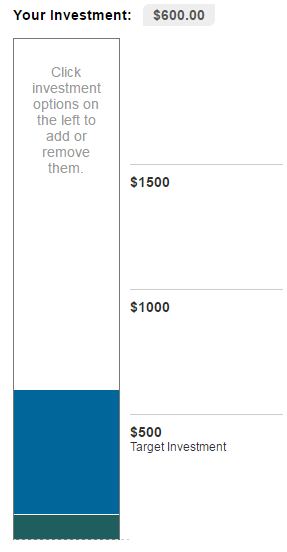 Your Investment: $600.00
Click
investment
options on
the left to
add or
remove
them.
$1500
$1000
$500
Target Investment